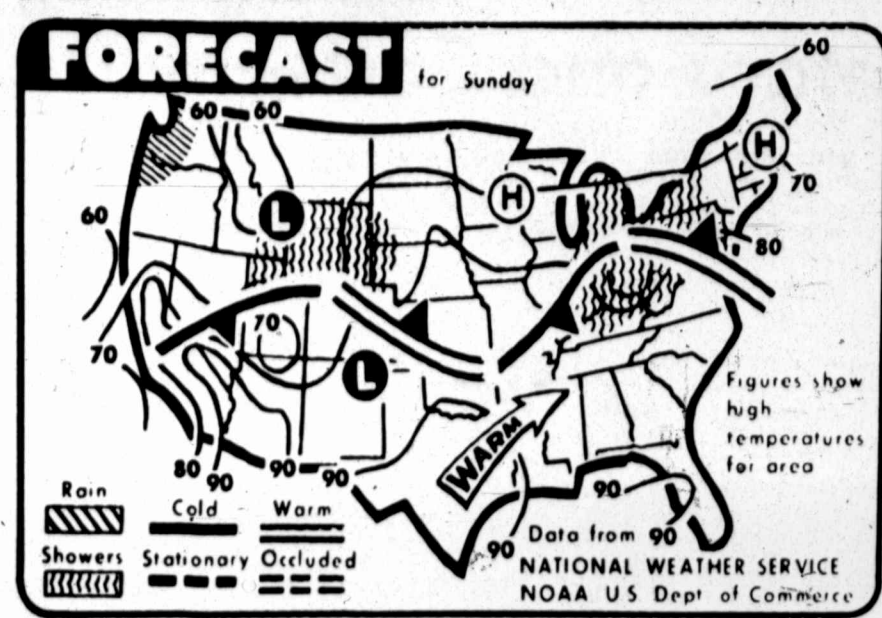 FORECAST for Sunday
60
60 60
H
H
70
L
60
80
70
70
L
Figures show
high
temperatures
for area
WARM
80 90 90 90
90
90
90
Rain
Cold Warm
Showers Stationary Occluded
Data from
NATIONAL WEATHER SERVICE
NOAA US Dept of Commerce